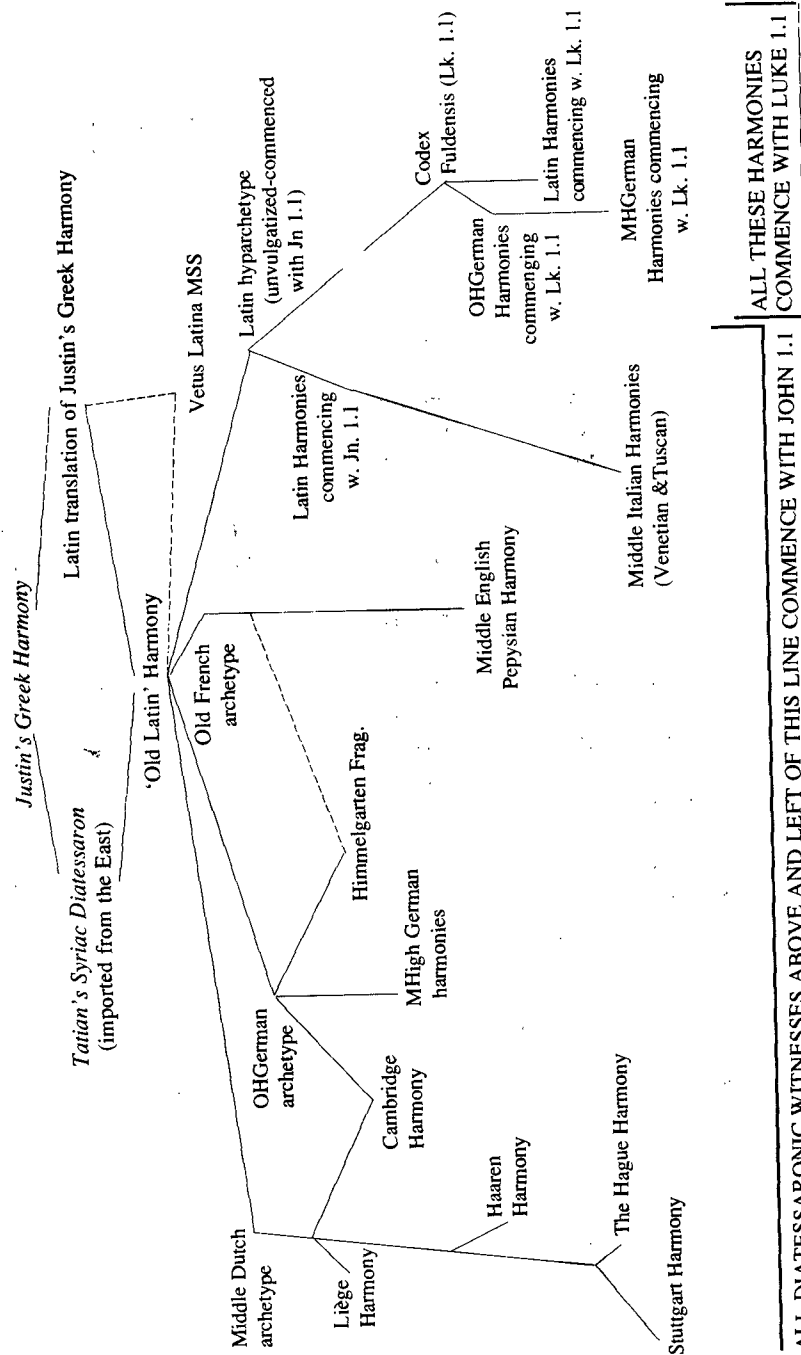 Justin's Greek Harmony
Tatian's Syriac Diatessaron
(imported from the East)
Latin translation of Justin's Greek Harmony
'Old Latin' Harmony
Vetus Latina MSS
Middle Dutch
archetype
OHGerman
archetype
Old French
archetype
Latin hyparchetype
(unvulgatized-commenced
with Jn 1.1)
Liège
Harmony
Cambridge
Harmony
MHigh German
harmonies
Himmelgarten Frag.
Latin Harmonies
commencing
w. Jn. 1.1
Codex
Fuldensis (Lk. 1.1)
Haaren
Harmony
Middle English
Pepysian Harmony
OHGerman
Harmonies
commenging
w. Lk. 1.1
Latin Harmonies
commencing w. Lk. 1.1
The Hague Harmony
Stuttgart Harmony
Middle Italian Harmonies
(Venetian &Tuscan)
MHGerman
Harmonies commencing
w. Lk. 1.1
ALL THESE HARMONIES
COMMENCE WITH LUKE 1.1
ALL DIATESSARONIC WITNESSES ABOVE AND LEFT OF THIS LINE COMMENCE WITH JOHN 1.1